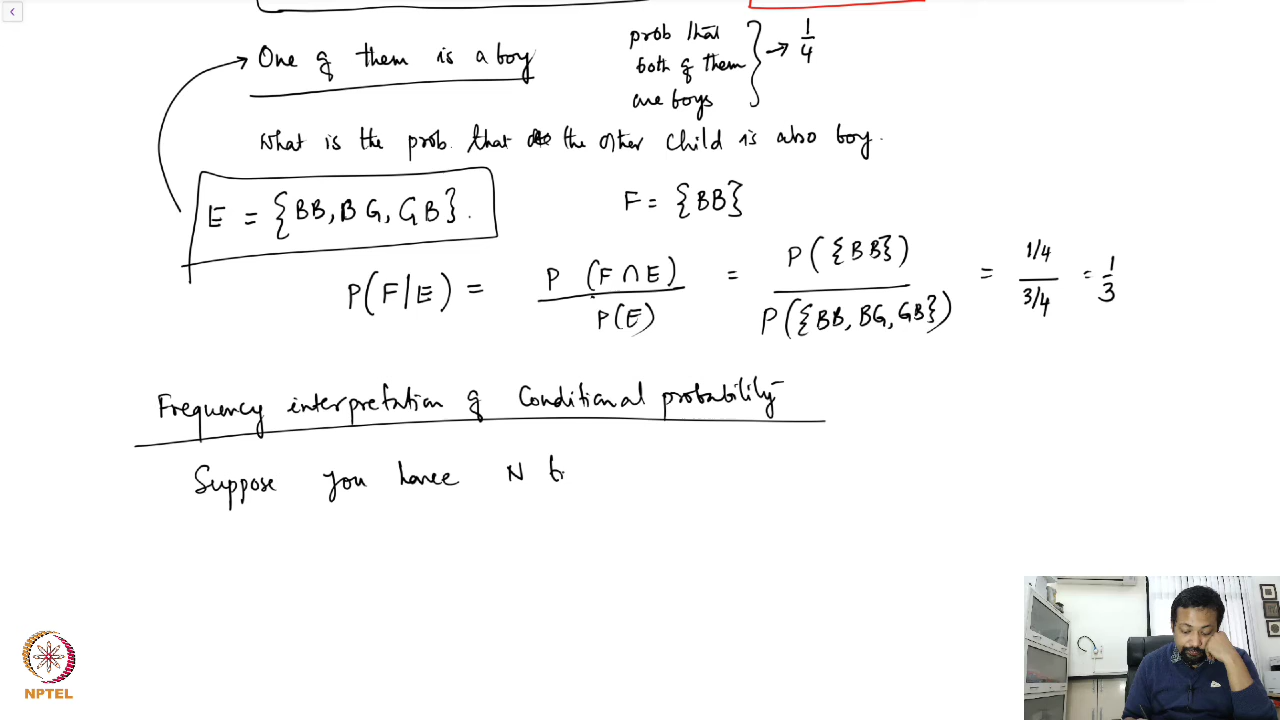 One of them is a boy
prob that
both of them
are boys
→ 1/4
What is the prob. that the other child is also boy.
E = {BB, BG, GB}.
F = {BB}
P(F|E) = P(F∩E)/P(E) = P({BB})/P({BB, BG, GB}) = (1/4)/(3/4) = 1/3
Frequency interpretation of Conditional probability
Suppose you have N t
NPTEL